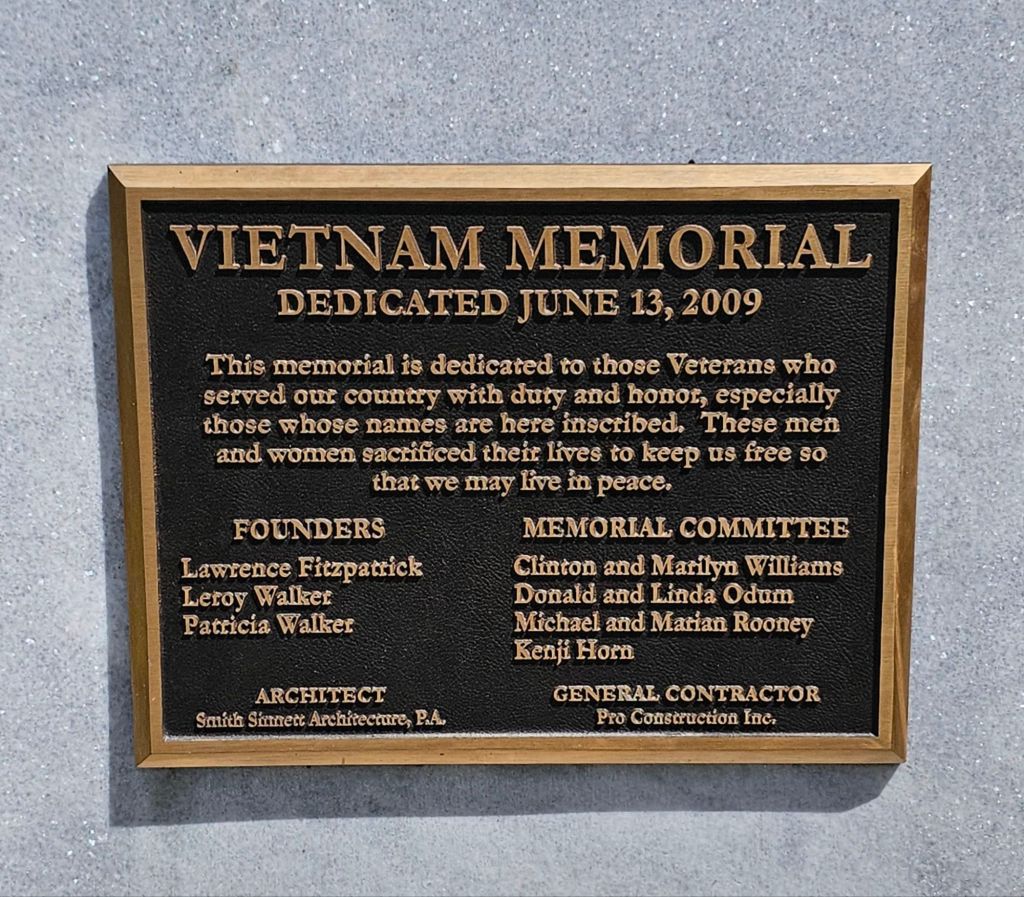 VIETNAM MEMORIAL
DEDICATED JUNE 13, 2009
This memorial is dedicated to those Veterans who
served our country with duty and honor, especially
those whose names are here inscribed. These men
and women sacrificed their lives to keep us free so
that we may live in peace.
FOUNDERS
Lawrence Fitzpatrick
Leroy Walker
Patricia Walker
MEMORIAL COMMITTEE
Clinton and Marilyn Williams
Donald and Linda Odum
Michael and Marian Rooney
Kenji Horn
ARCHITECT
Smith Sinnett Architecture, P.A.
GENERAL CONTRACTOR
Pro Construction Inc.